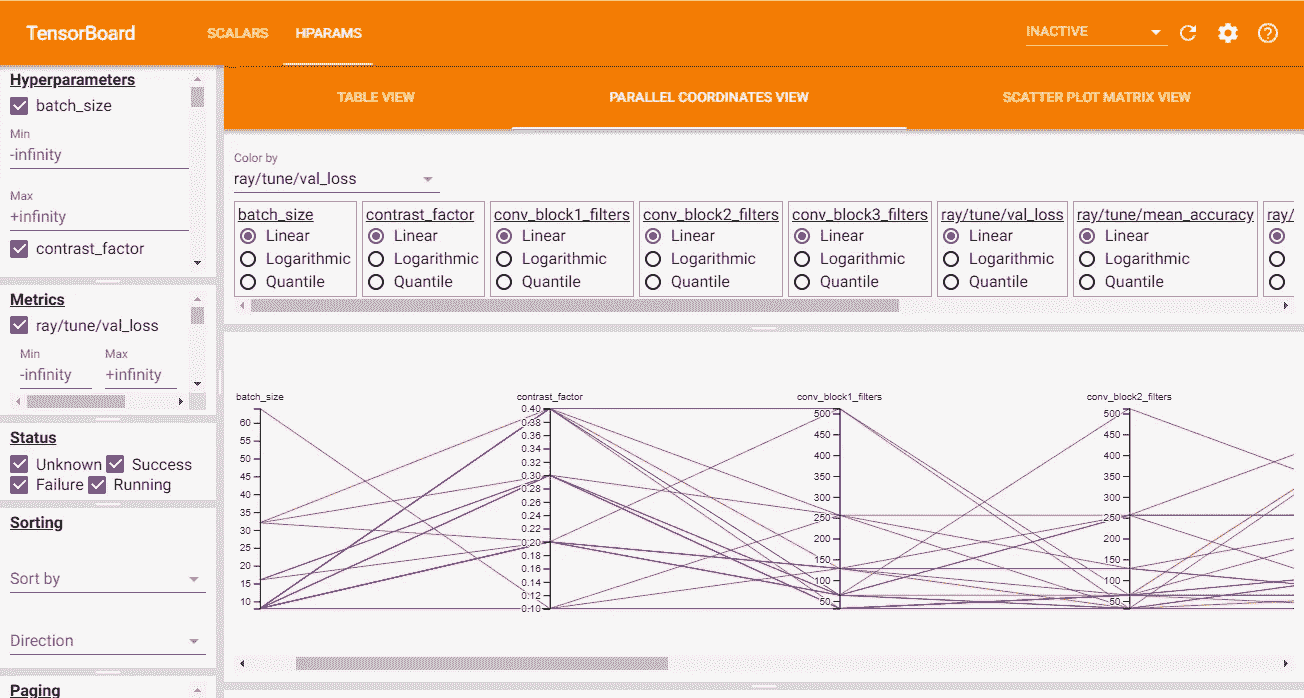 TensorBoard SCALARS HPARAMS INACTIVE
Hyperparameters
batch_size
Min
-infinity
Max
+infinity
contrast_factor
Metrics
ray/tune/val_loss
Min Max
-infinity +infinity
Status
Unknown Success
Failure Running
Sorting
Sort by
Direction
Paging
TABLE VIEW PARALLEL COORDINATES VIEW SCATTER PLOT MATRIX VIEW
Color by
ray/tune/val_loss
batch_size contrast_factor conv_block1_filters conv_block2_filters conv_block3_filters ray/tune/val_loss ray/tune/mean_accuracy ray/
Linear Linear Linear Linear Linear Linear Linear
Logarithmic Logarithmic Logarithmic Logarithmic Logarithmic Logarithmic Logarithmic
Quantile Quantile Quantile Quantile Quantile Quantile Quantile
batch_size
60
55
50
45
40
35
30
25
20
15
10
contrast_factor
0.40
0.38
0.36
0.34
0.32
0.30
0.28
0.26
0.24
0.22
0.20
0.18
0.16
0.14
0.12
0.10
conv_block1_filters
500
450
400
350
300
250
200
150
100
50
conv_block2_filters
500
450
400
350
300
250
200
150
100
50